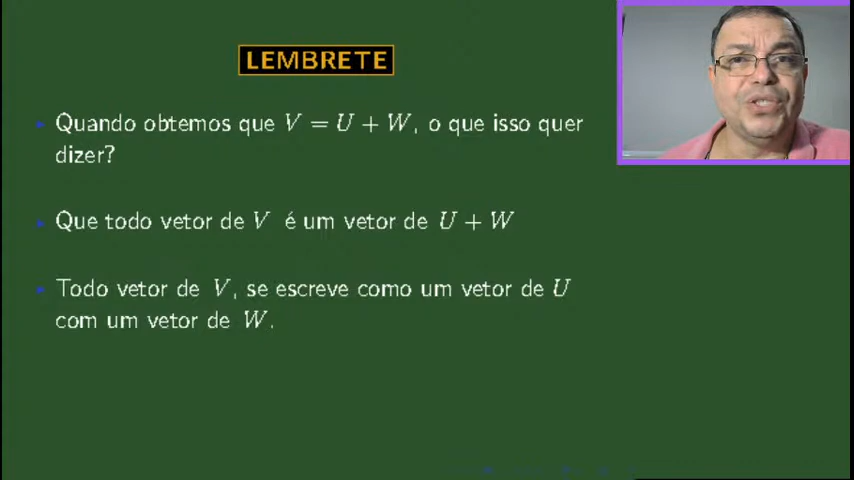 LEMBRETE
Quando obtemos que V = U + W, o que isso quer
dizer?
Que todo vetor de V é um vetor de U + W
Todo vetor de V, se escreve como um vetor de U
com um vetor de W.